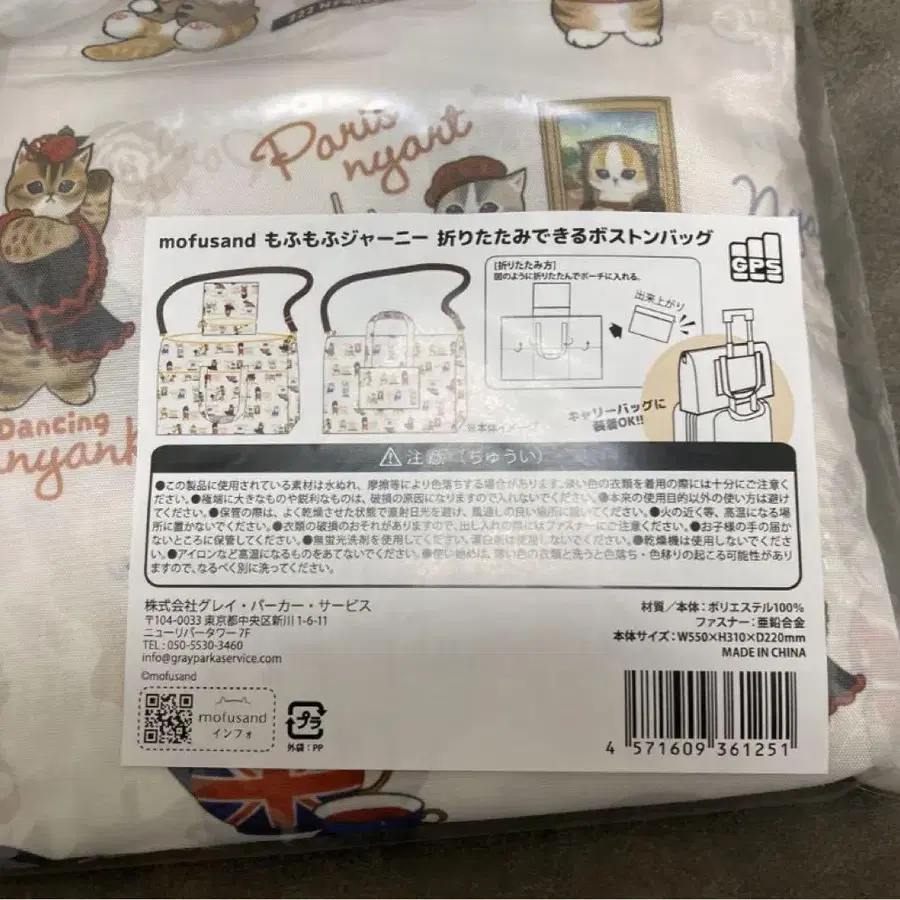 Paris
nyart
Dancing
mofusand もふもふジャーニー 折りたたみできるボストンバッグ
GPS
[折りたたみ方]
図のように折りたたんでポーチに入れる。
出来上がり
※本体イメージ
キャリーバッグに
装着OK!!
注意（ちゅうい）
●この製品に使用されている素材は水ぬれ、摩擦等により色落ちする場合があります。淡い色の衣類を着用の際には十分にご注意く
ださい。●極端に大きなものや鋭利なものは、破損の原因になりますので入れないでください。●本来の使用目的以外の使い方は避け
てください。●保管の際は、よく乾燥させた状態で直射日光を避け、風通しの良い場所に置いてください。●火の近く等、高温になる場
所に置かないでください。●衣類の破損のおそれがありますので、出し入れの際にはファスナーにご注意ください。●お子様の手の届か
ないところに保管してください。●無蛍光洗剤を使用してください。漂白剤は使用しないでください。●乾燥機は使用しないでくださ
い。●アイロンなど高温になるものをあてないでください。●使い始めは、薄い色の衣類と洗うと色落ち・色移りの起こる可能性があり
ますので、なるべく別に洗ってください。
株式会社グレイ・パーカー・サービス
〒104-0033 東京都中央区新川 1-6-11
ニューリバータワー 7F
TEL : 050-5530-3460
info@grayparkaservice.com
©mofusand
材質／本体：ポリエステル100%
ファスナー：亜鉛合金
本体サイズ：W550×H310×D220mm
MADE IN CHINA
mofusand
インフォ
プラ
外袋：PP
4 571609 361251